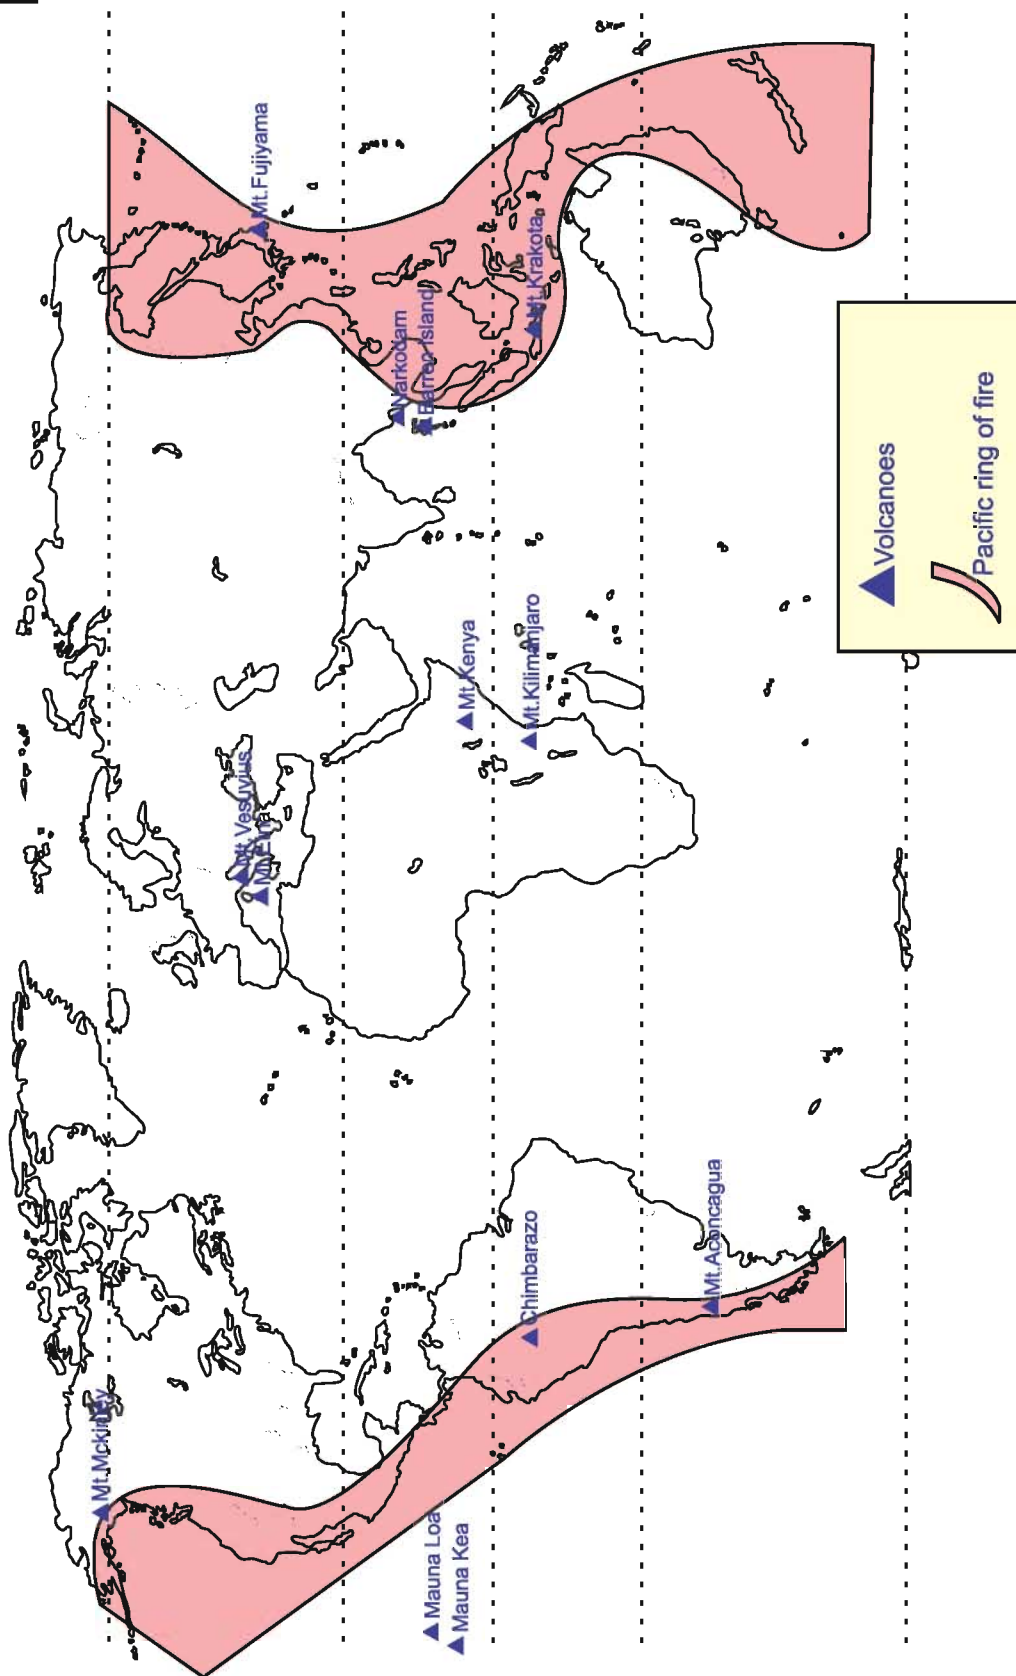 Mt.Mckinley
Mauna Loa
Mauna Kea
Chimbarazo
Mt.Aconcagua
Mt. Vesuvius
Mt.Etna
Mt.Kenya
Mt.Kilimanjaro
Narkodam
Barren Island
Mt.Krakota
Mt.Fujiyama
Volcanoes
Pacific ring of fire